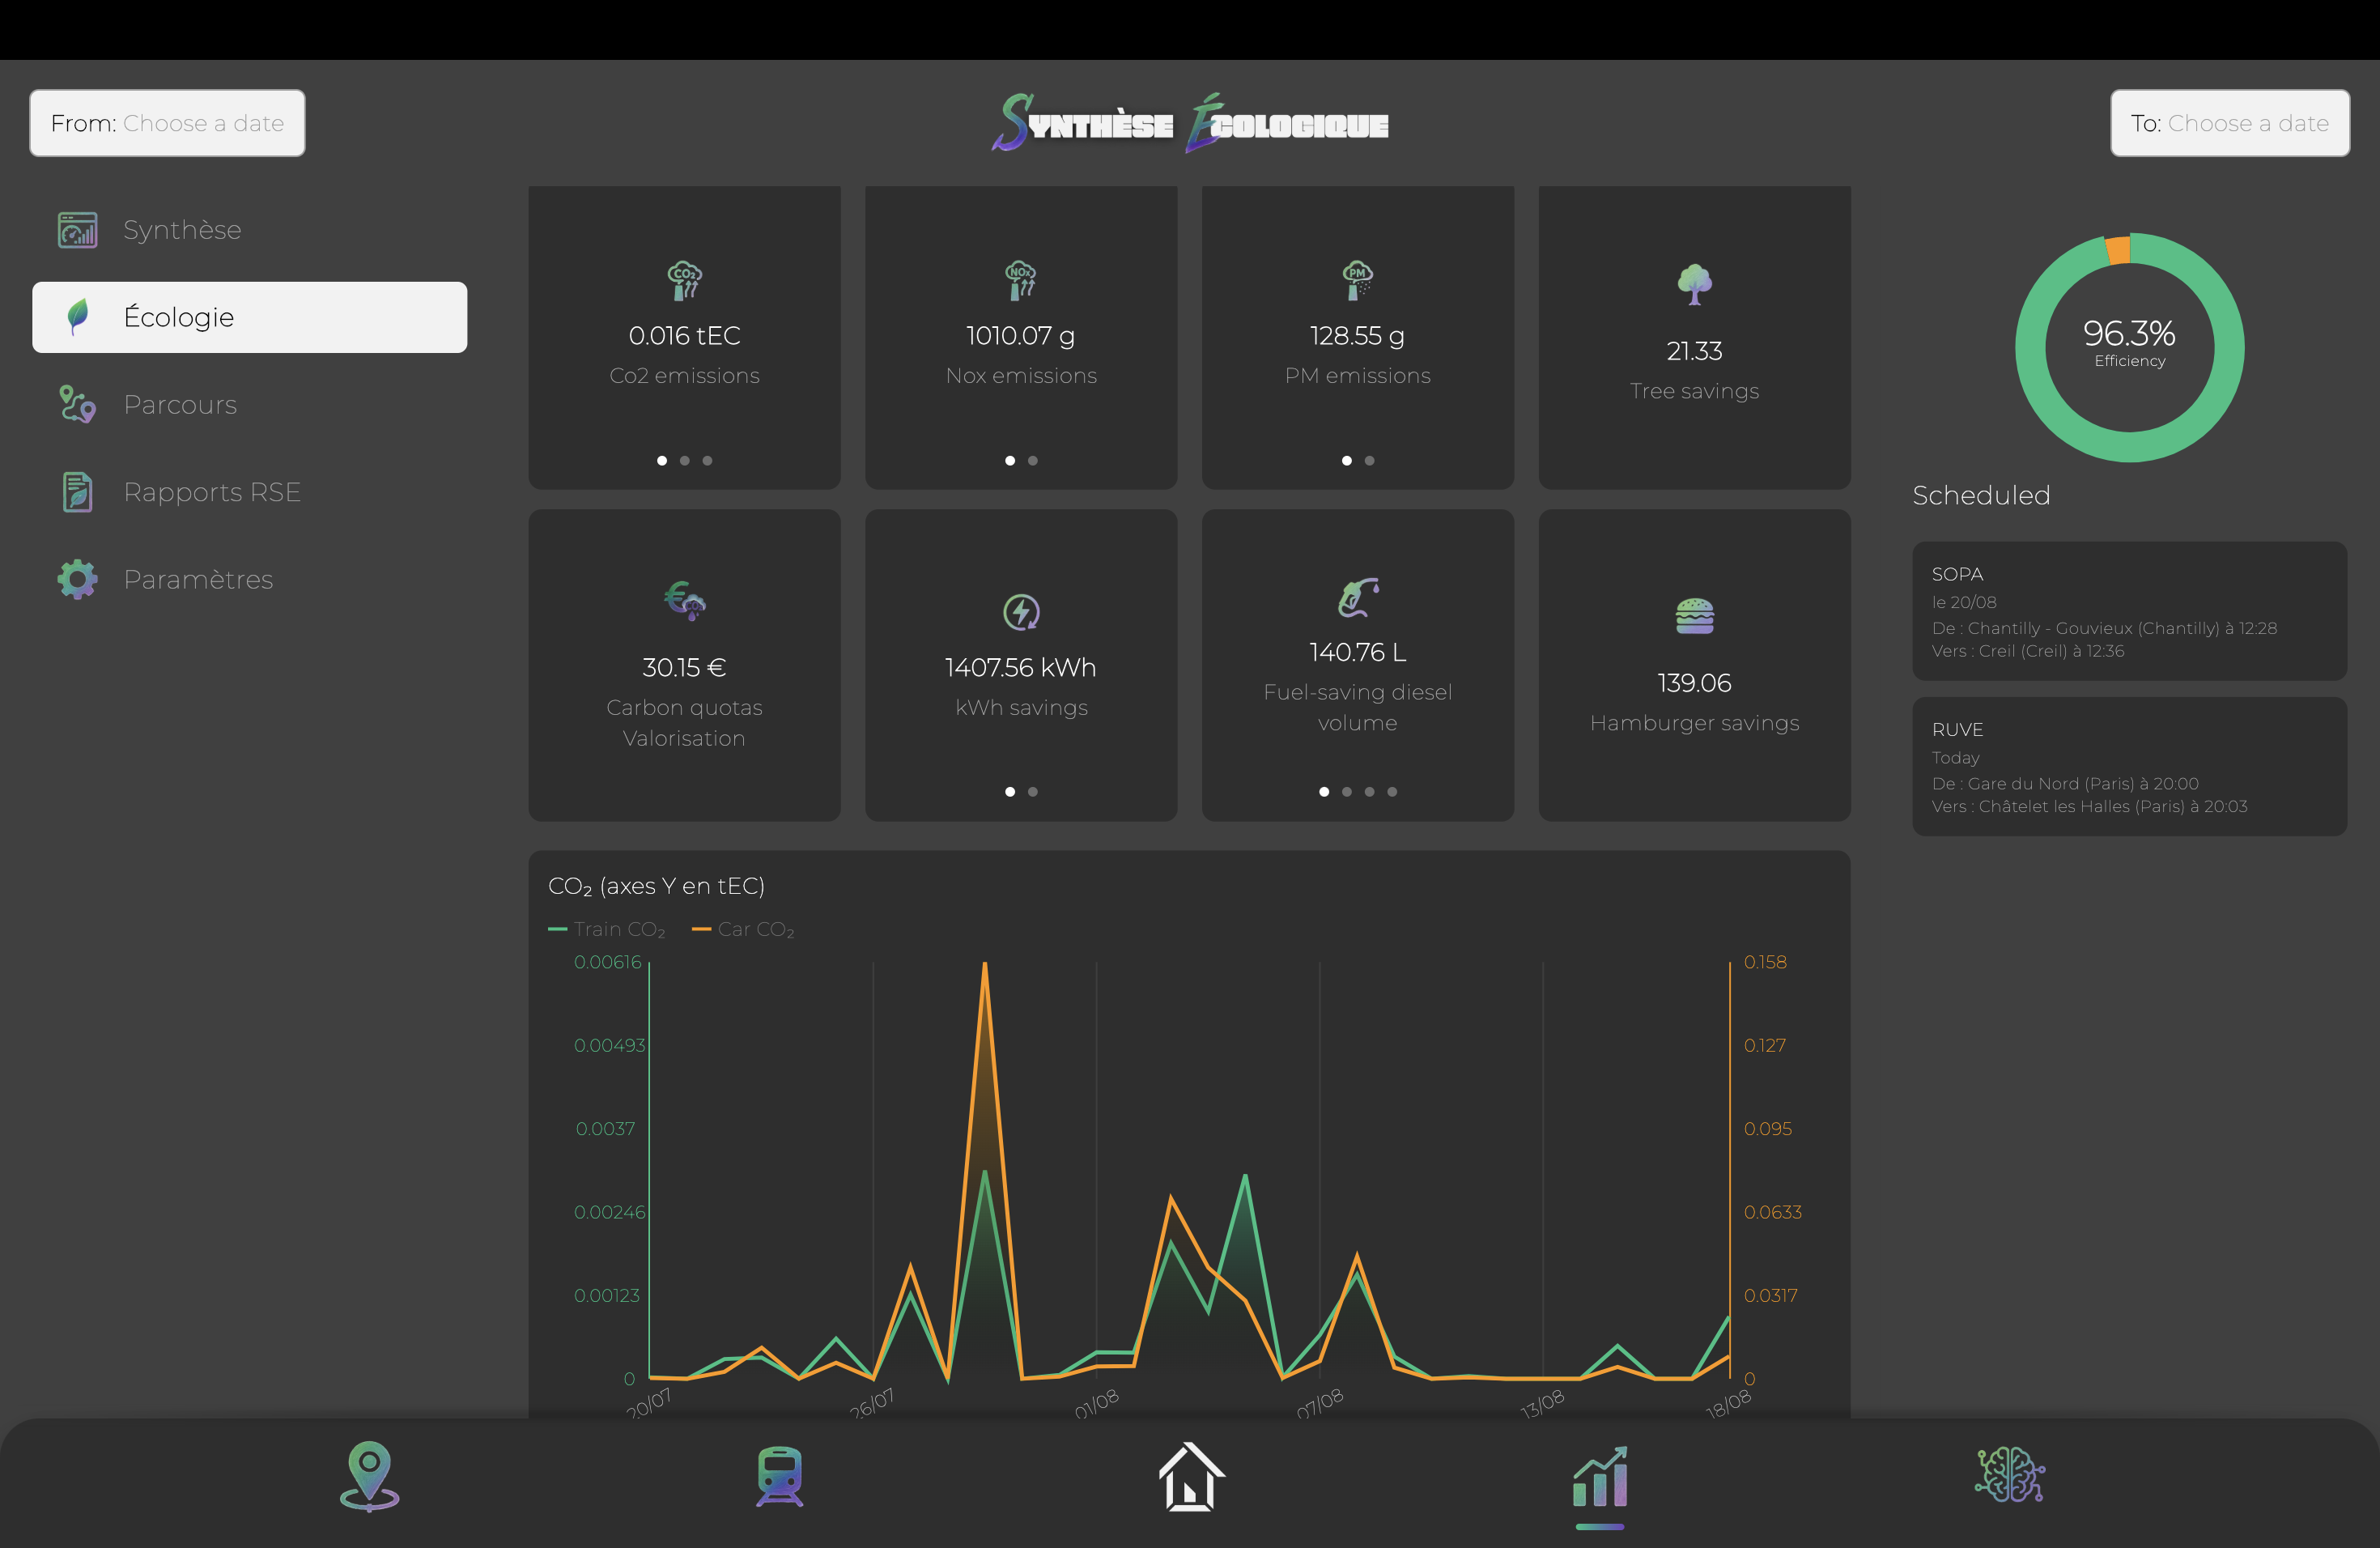 From: Choose a date
SYNTHÈSE ÉCOLOGIQUE
To: Choose a date
Synthèse
Écologie
Parcours
Rapports RSE
Paramètres
CO2
0.016 tEC
Co2 emissions
NOx
1010.07 g
Nox emissions
PM
128.55 g
PM emissions
21.33
Tree savings
30.15 €
Carbon quotas
Valorisation
1407.56 kWh
kWh savings
140.76 L
Fuel-saving diesel
volume
139.06
Hamburger savings
96.3%
Efficiency
Scheduled
SOPA
le 20/08
De : Chantilly - Gouvieux (Chantilly) à 12:28
Vers : Creil (Creil) à 12:36
RUVE
Today
De : Gare du Nord (Paris) à 20:00
Vers : Châtelet les Halles (Paris) à 20:03
CO₂ (axes Y en tEC)
Train CO₂
Car CO₂
0.00616
0.00493
0.0037
0.00246
0.00123
0
0.158
0.127
0.095
0.0633
0.0317
0
20/07
26/07
01/08
07/08
13/08
18/08